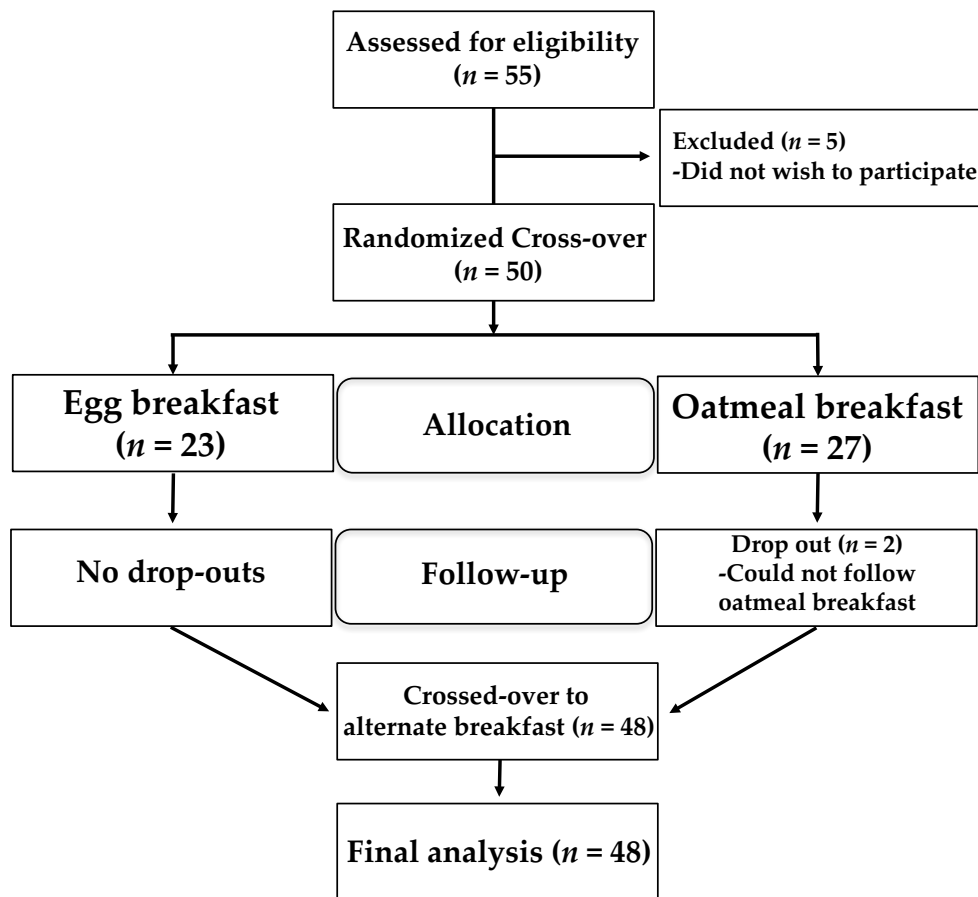 Assessed for eligibility
(n = 55)
Excluded (n = 5)
-Did not wish to participate
Randomized Cross-over
(n = 50)
Egg breakfast
(n = 23)
Allocation
Oatmeal breakfast
(n = 27)
No drop-outs
Follow-up
Drop out (n = 2)
-Could not follow
oatmeal breakfast
Crossed-over to
alternate breakfast (n = 48)
Final analysis (n = 48)